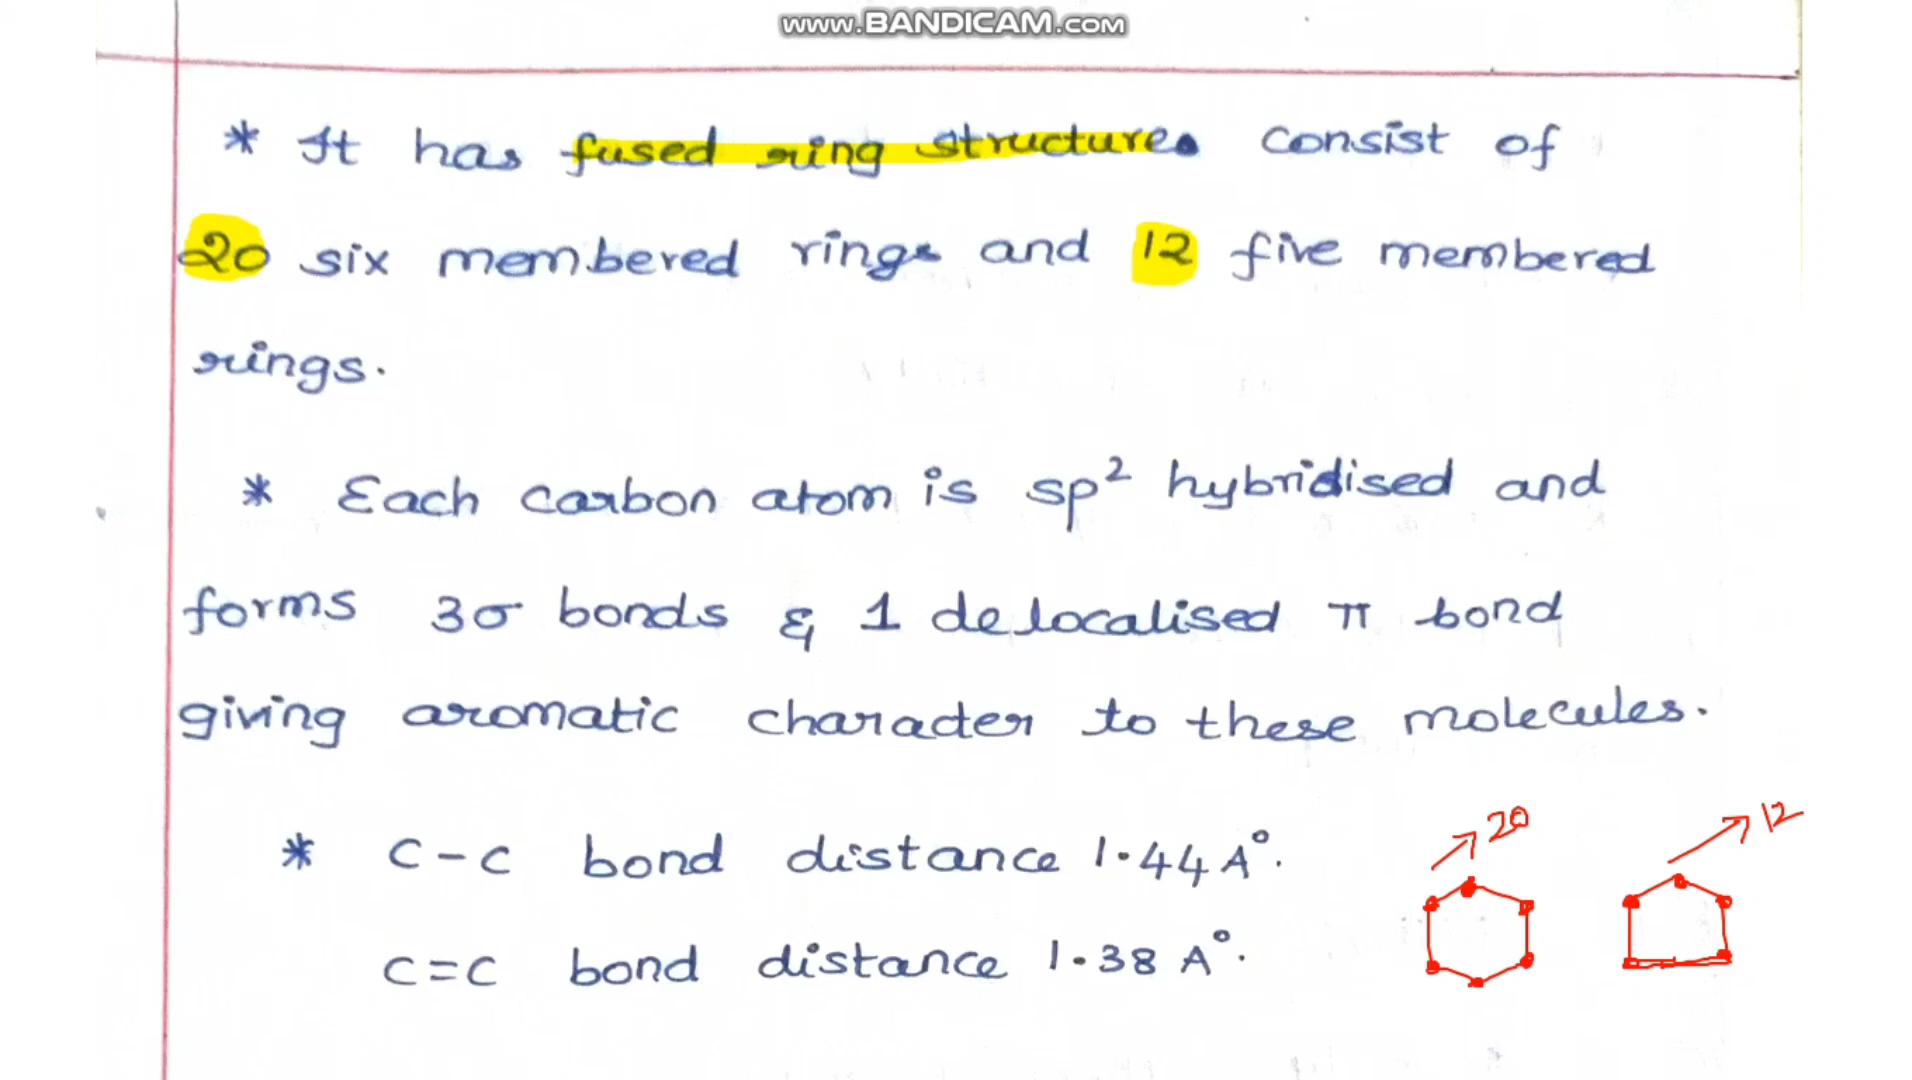 www.BANDICAM.com
* It has fused ring structure. consist of
20 six membered rings and 12 five membered
rings.
* Each carbon atom is sp² hybridised and
forms 3σ bonds & 1 delocalised π bond
giving aromatic character to these molecules.
20 12
* C-C bond distance 1.44 A°.
C=C bond distance 1.38 A°.